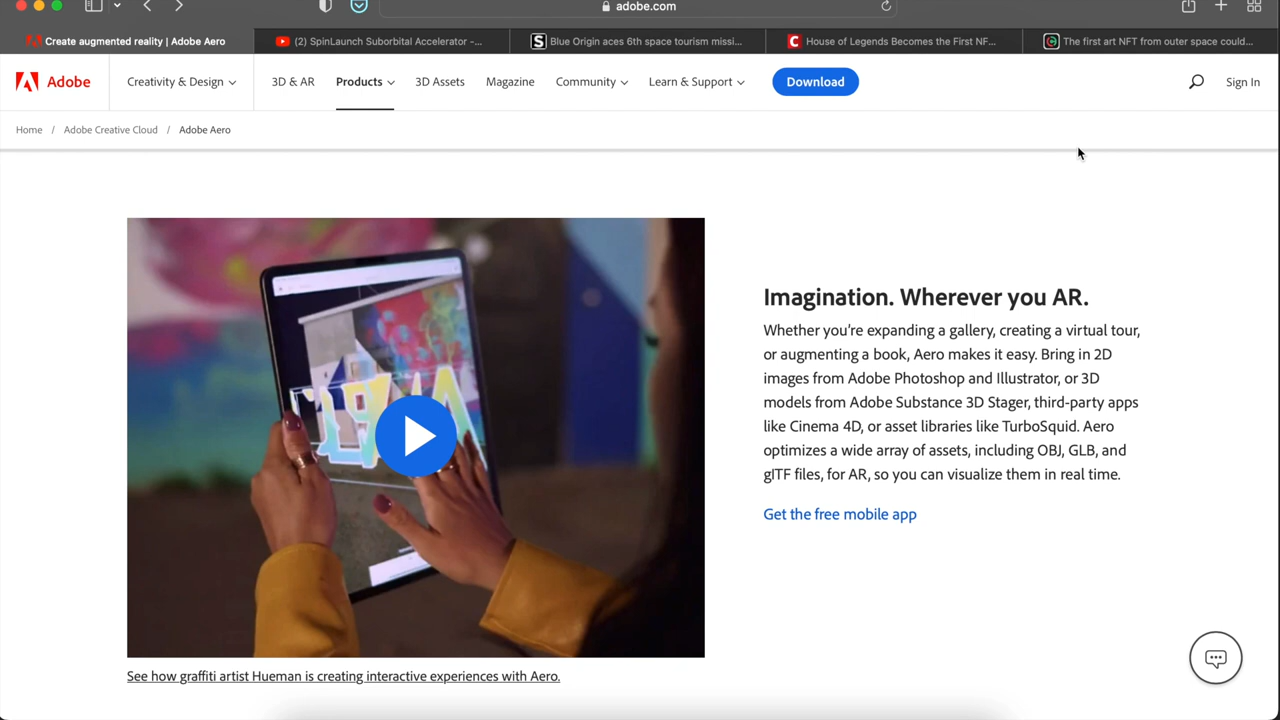 adobe.com
Create augmented reality | Adobe Aero
(2) SpinLaunch Suborbital Accelerator -...
Blue Origin aces 6th space tourism missi...
House of Legends Becomes the First NF...
The first art NFT from outer space could...
Adobe
Creativity & Design
3D & AR
Products
3D Assets
Magazine
Community
Learn & Support
Download
Sign In
Home / Adobe Creative Cloud / Adobe Aero
Imagination. Wherever you AR.
Whether you're expanding a gallery, creating a virtual tour,
or augmenting a book, Aero makes it easy. Bring in 2D
images from Adobe Photoshop and Illustrator, or 3D
models from Adobe Substance 3D Stager, third-party apps
like Cinema 4D, or asset libraries like TurboSquid. Aero
optimizes a wide array of assets, including OBJ, GLB, and
glTF files, for AR, so you can visualize them in real time.
Get the free mobile app
See how graffiti artist Hueman is creating interactive experiences with Aero.